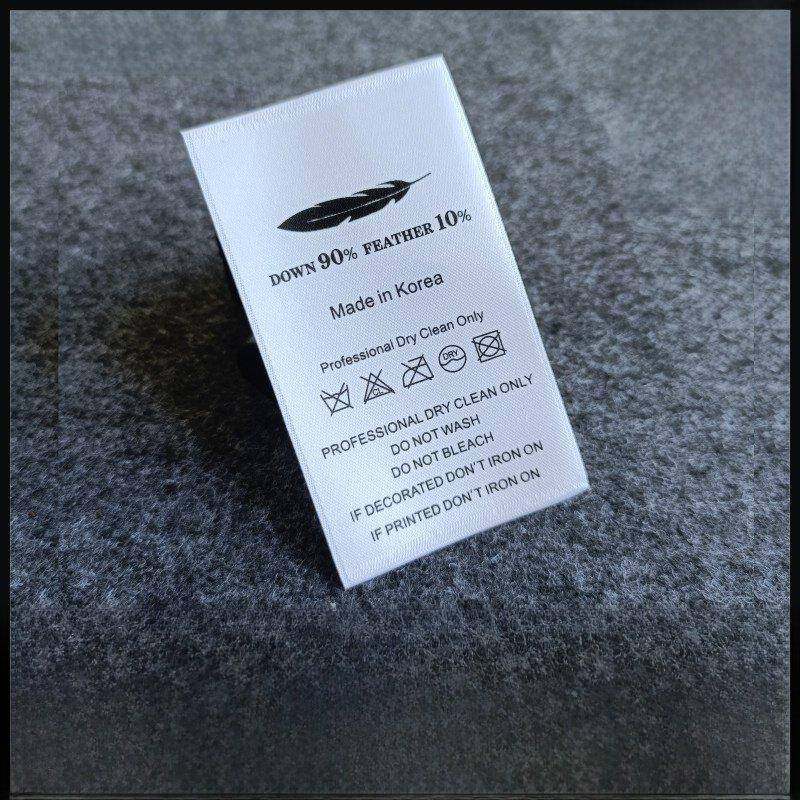 DOWN 90% FEATHER 10%
Made in Korea
Professional Dry Clean Only
CL DRY
PROFESSIONAL DRY CLEAN ONLY
DO NOT WASH
DO NOT BLEACH
IF DECORATED DON'T IRON ON
IF PRINTED DON'T IRON ON